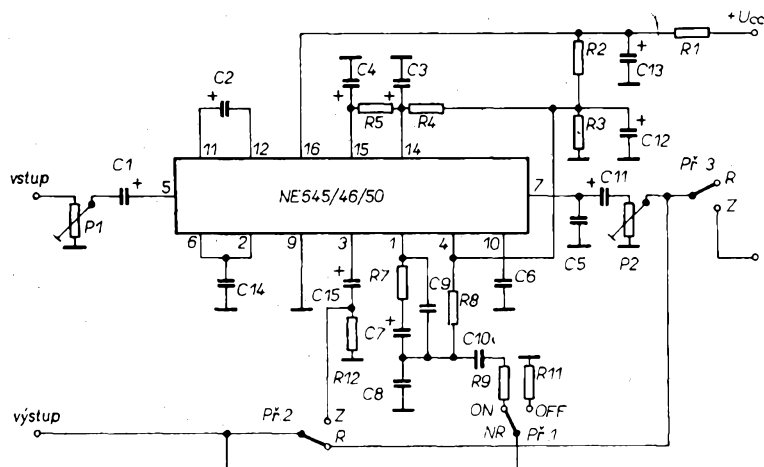 +Ucc
R1
R2
C13
C4
C3
C2
R5
R4
R3
C12
11
12
16
15
14
Př.3
C1
C11
R
vstup
5
NE545/46/50
7
Z
P1
P2
6
2
9
3
1
4
10
C5
C14
C15
R7
C9
C6
R8
C7
C10
R12
R9
R11
C8
ON
OFF
výstup
Př.2
Z
R
NR
Př.1